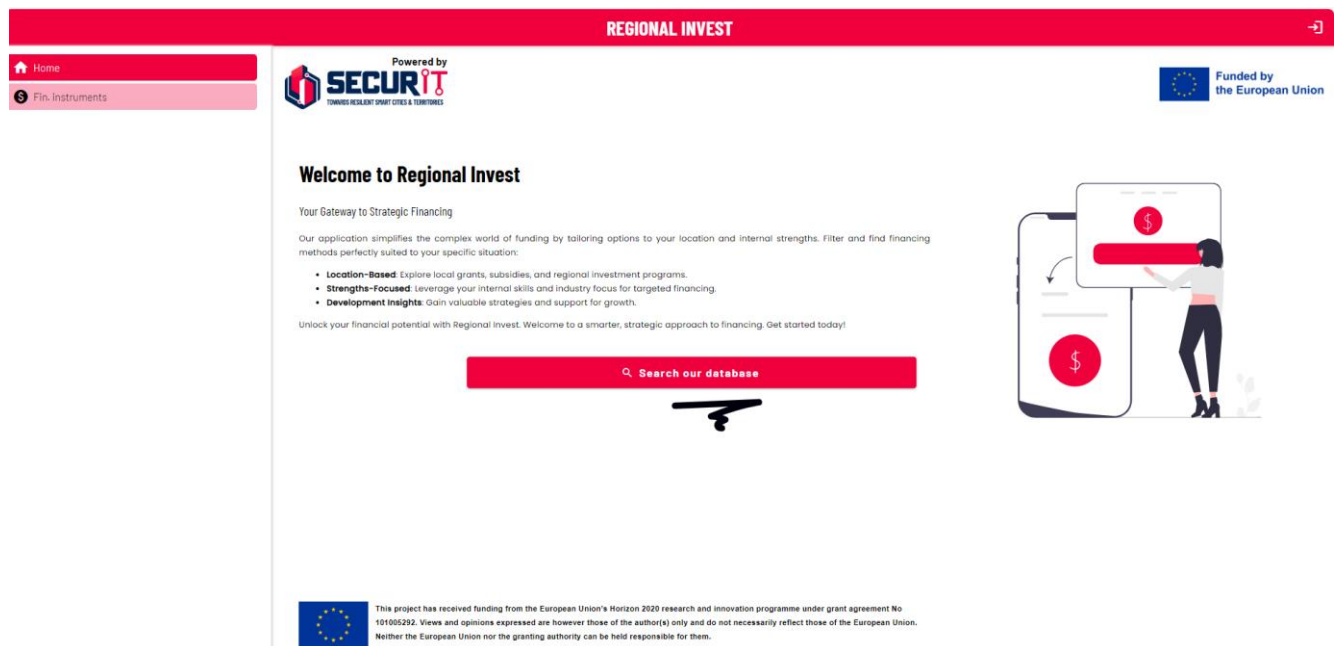 REGIONAL INVEST
Home
Fin. instruments
Powered by
SECURIT
TOWARDS RESILIENT SMART CITIES & TERRITORIES
Funded by
the European Union
Welcome to Regional Invest
Your Gateway to Strategic Financing
Our application simplifies the complex world of funding by tailoring options to your location and internal strengths. Filter and find financing
methods perfectly suited to your specific situation:
• Location-Based: Explore local grants, subsidies, and regional investment programs.
• Strengths-Focused: Leverage your internal skills and industry focus for targeted financing.
• Development Insights: Gain valuable strategies and support for growth.
Unlock your financial potential with Regional Invest. Welcome to a smarter, strategic approach to financing. Get started today!
Search our database
$
$
This project has received funding from the European Union's Horizon 2020 research and innovation programme under grant agreement No
101005292. Views and opinions expressed are however those of the author(s) only and do not necessarily reflect those of the European Union.
Neither the European Union nor the granting authority can be held responsible for them.